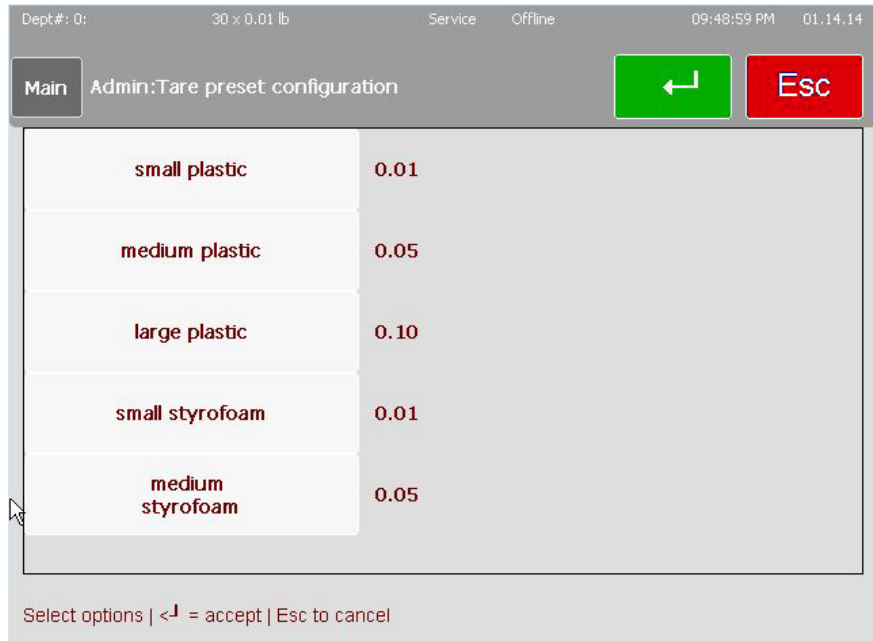 Dept#: 0: 30 x 0.01 lb Service Offline 09:48:59 PM 01.14.14
Main Admin:Tare preset configuration Esc
small plastic 0.01
medium plastic 0.05
large plastic 0.10
small styrofoam 0.01
medium
styrofoam 0.05
Select options | <┘ = accept | Esc to cancel